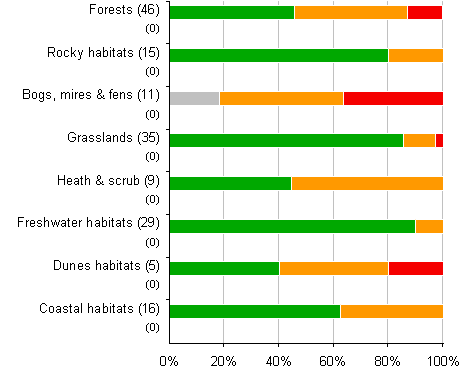 Forests (46)
(0)
Rocky habitats (15)
(0)
Bogs, mires & fens (11)
(0)
Grasslands (35)
(0)
Heath & scrub (9)
(0)
Freshwater habitats (29)
(0)
Dunes habitats (5)
(0)
Coastal habitats (16)
(0)
0% 20% 40% 60% 80% 100%